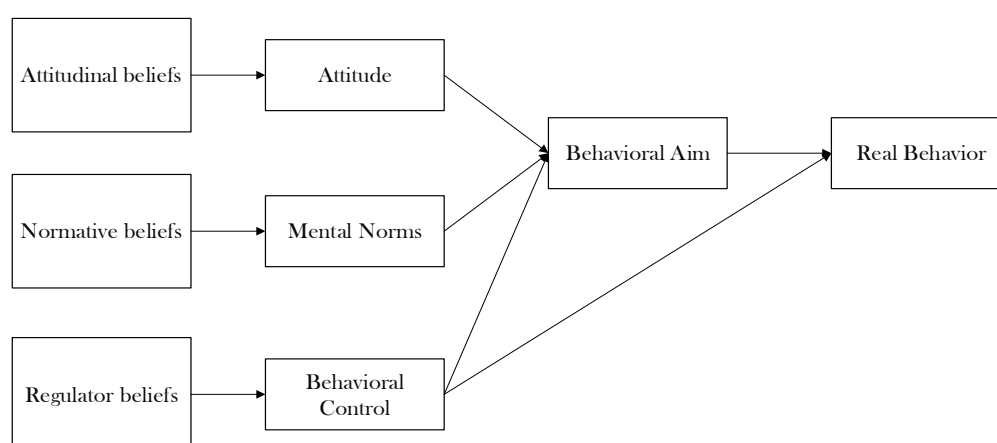 Attitudinal beliefs
Attitude
Behavioral Aim
Real Behavior
Normative beliefs
Mental Norms
Regulator beliefs
Behavioral
Control